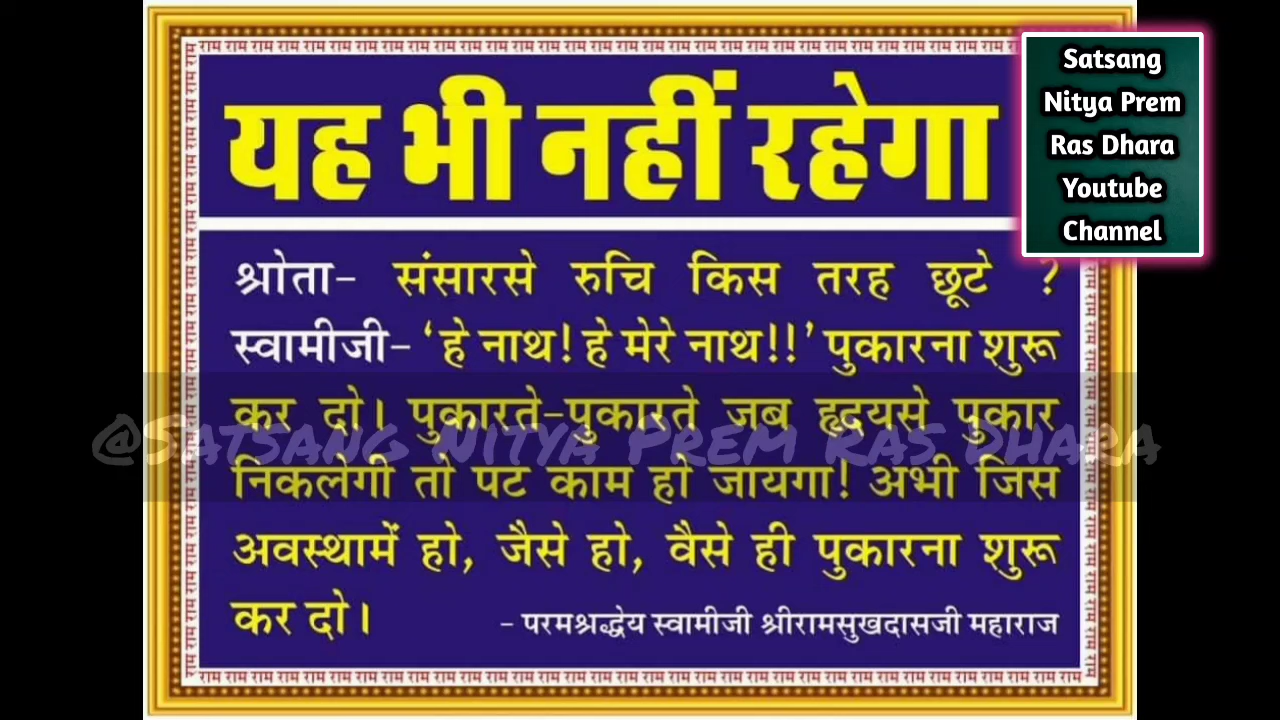 राम राम राम राम राम राम राम राम राम राम राम राम राम राम राम राम राम राम राम राम राम
यह भी नहीं रहेगा
Satsang
Nitya Prem
Ras Dhara
Youtube
Channel
श्रोता- संसारसे रुचि किस तरह छूटे ?
स्वामीजी- ‘हे नाथ! हे मेरे नाथ!!’ पुकारना शुरू
कर दो। पुकारते-पुकारते जब हृदयसे पुकार
@Satsang Nitya Prem Ras Dhara
निकलेगी तो पट काम हो जायगा! अभी जिस
अवस्थामें हो, जैसे हो, वैसे ही पुकारना शुरू
कर दो।
- परमश्रद्धेय स्वामीजी श्रीरामसुखदासजी महाराज
राम राम राम राम राम राम राम राम राम राम राम राम राम राम राम राम राम राम राम राम राम राम राम